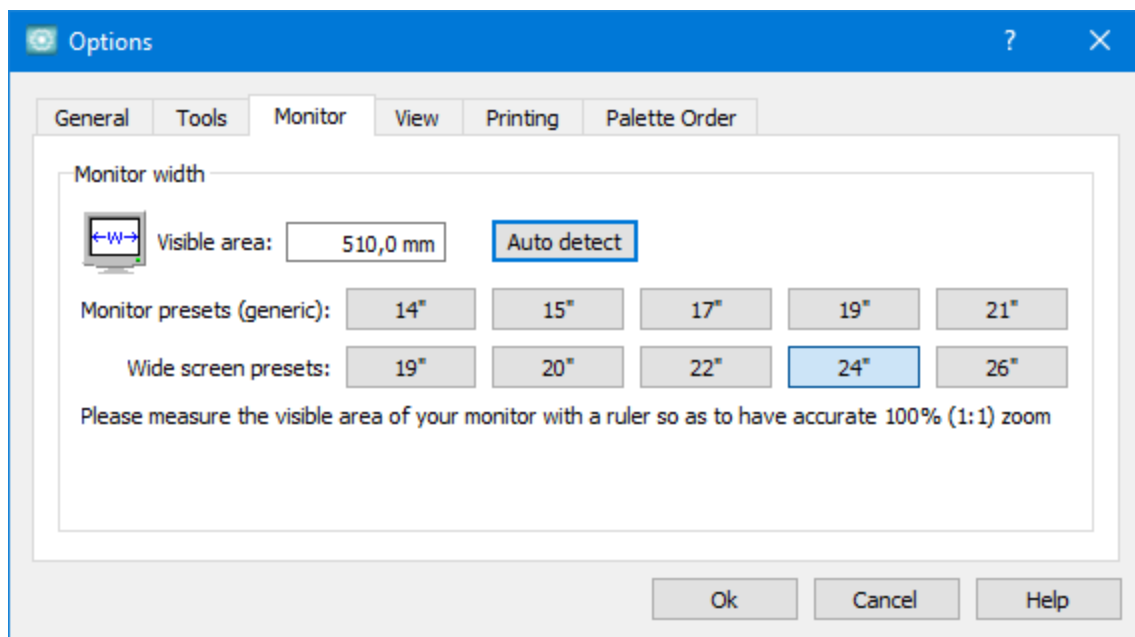 Options ?
General Tools Monitor View Printing Palette Order
Monitor width
W Visible area: 510,0 mm Auto detect
Monitor presets (generic): 14" 15" 17" 19" 21"
Wide screen presets: 19" 20" 22" 24" 26"
Please measure the visible area of your monitor with a ruler so as to have accurate 100% (1:1) zoom
Ok Cancel Help